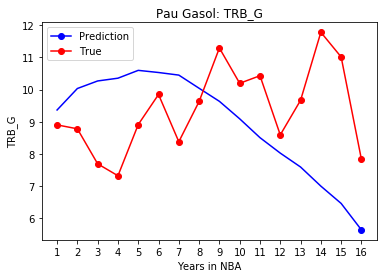 Pau Gasol: TRB_G
Prediction
True
12
11
10
9
8
7
6
TRB_G
1 2 3 4 5 6 7 8 9 10 11 12 13 14 15 16
Years in NBA